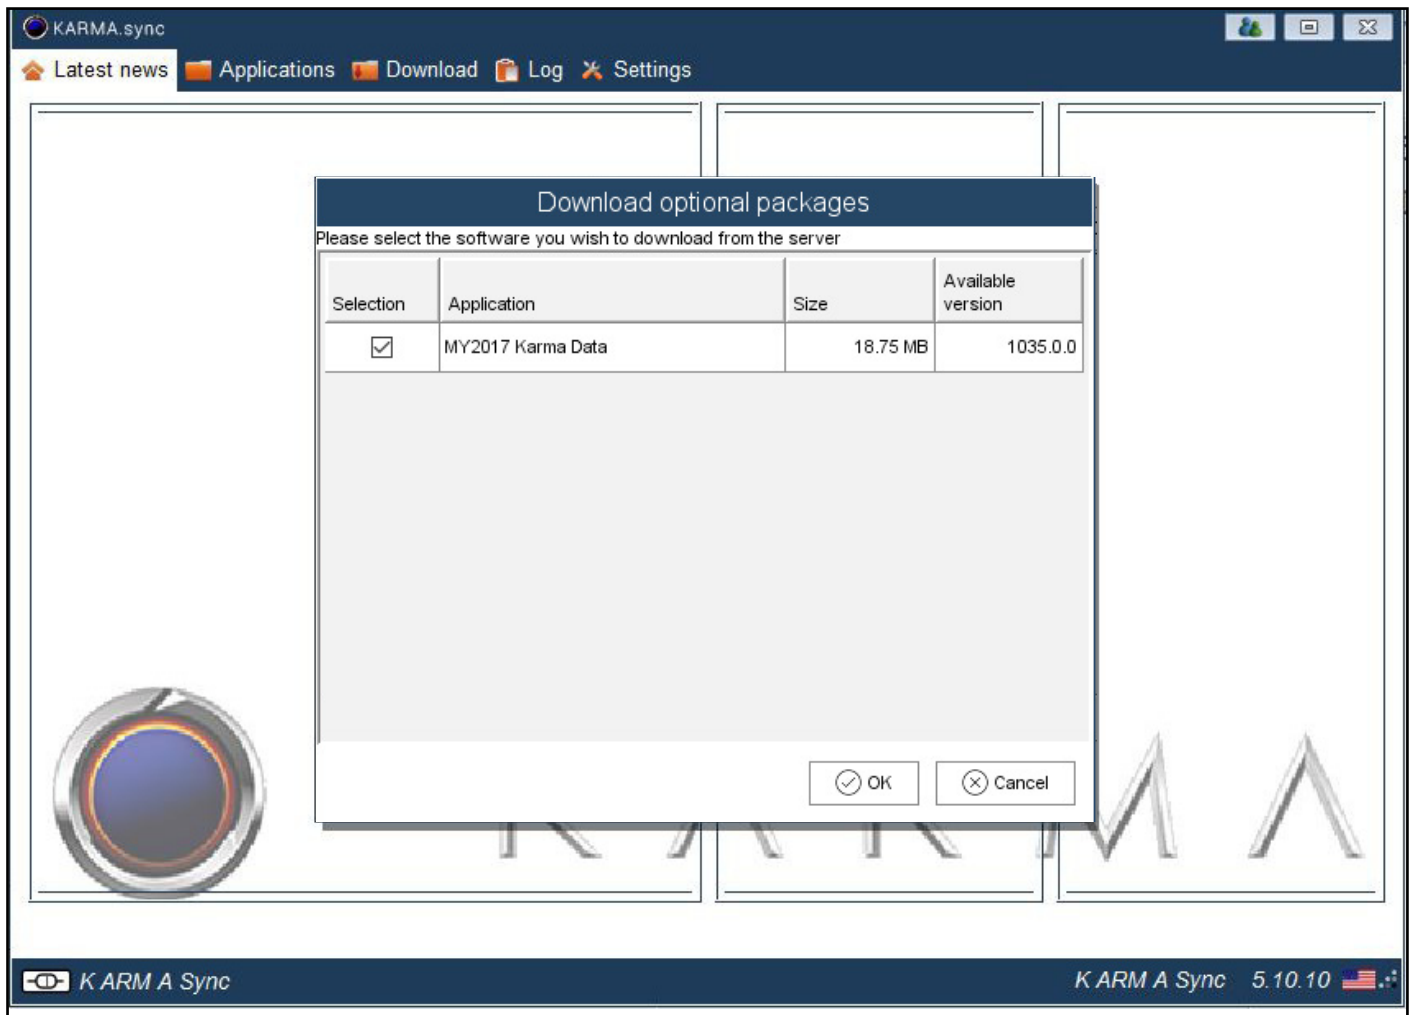 KARMA.sync
Latest news Applications Download Log Settings
Download optional packages
Please select the software you wish to download from the server
Selection Application Size Available version
MY2017 Karma Data 18.75 MB 1035.0.0
OK Cancel
K A R M A
K ARM A Sync K ARM A Sync 5.10.10